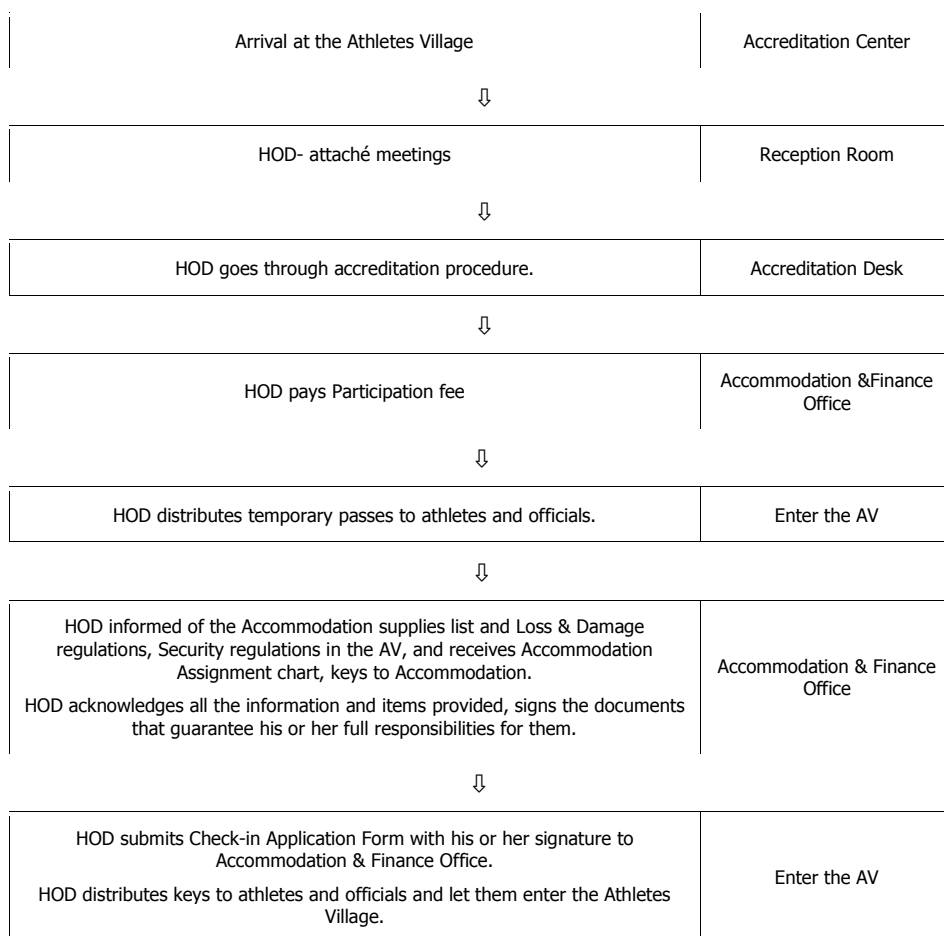 Arrival at the Athletes Village
Accreditation Center
⇩
HOD- attaché meetings
Reception Room
⇩
HOD goes through accreditation procedure.
Accreditation Desk
⇩
HOD pays Participation fee
Accommodation &Finance
Office
⇩
HOD distributes temporary passes to athletes and officials.
Enter the AV
⇩
HOD informed of the Accommodation supplies list and Loss & Damage
regulations, Security regulations in the AV, and receives Accommodation
Assignment chart, keys to Accommodation.
HOD acknowledges all the information and items provided, signs the documents
that guarantee his or her full responsibilities for them.
Accommodation & Finance
Office
⇩
HOD submits Check-in Application Form with his or her signature to
Accommodation & Finance Office.
HOD distributes keys to athletes and officials and let them enter the Athletes
Village.
Enter the AV